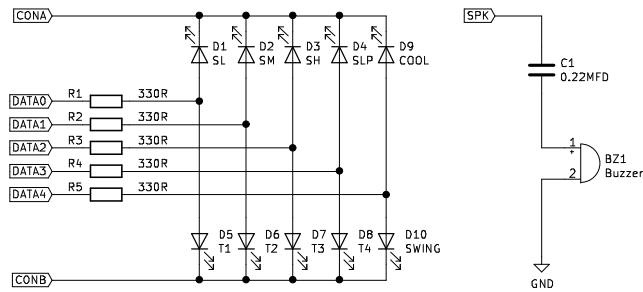 CONA
SPK
D1 D2 D3 D4 D9
SL SM SH SLP COOL
C1
0.22MFD
DATA0 R1 330R
DATA1 R2 330R
DATA2 R3 330R
DATA3 R4 330R
DATA4 R5 330R
1
+
2
BZ1
Buzzer
D5 D6 D7 D8 D10
T1 T2 T3 T4 SWING
CONB
GND